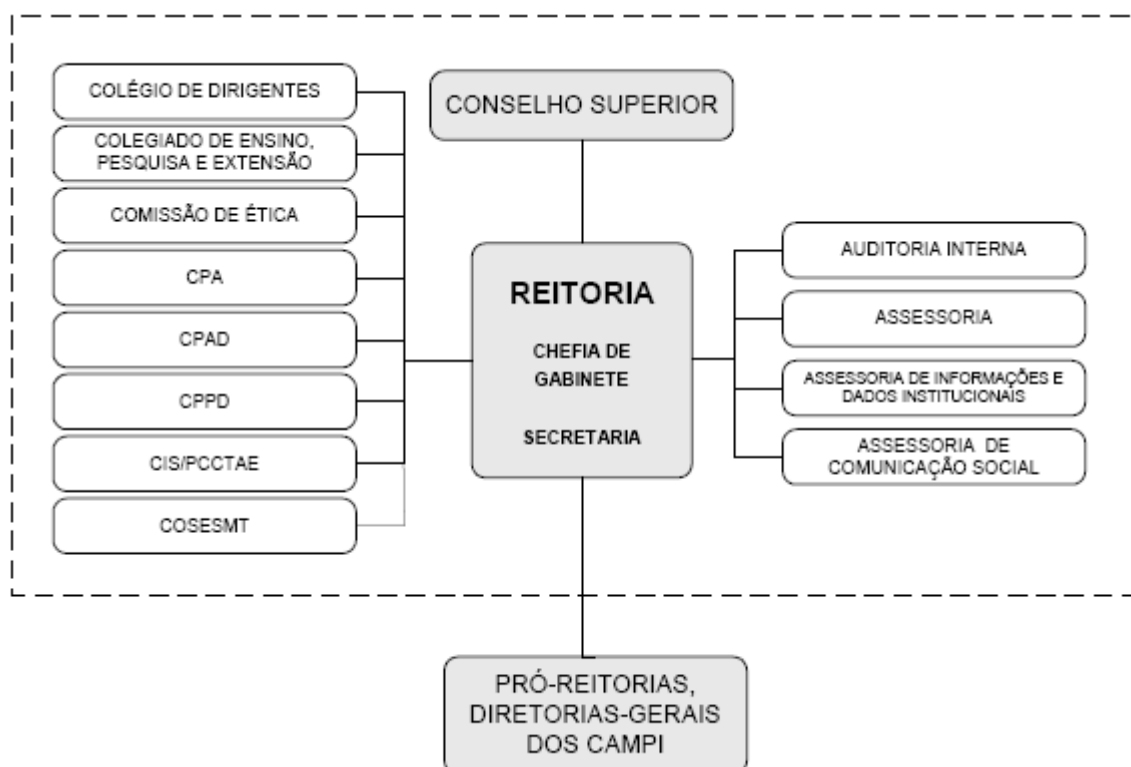 COLÉGIO DE DIRIGENTES
COLEGIADO DE ENSINO,
PESQUISA E EXTENSÃO
COMISSÃO DE ÉTICA
CPA
CPAD
CPPD
CIS/PCCTAE
COSESMT
CONSELHO SUPERIOR
REITORIA
CHEFIA DE
GABINETE
SECRETARIA
AUDITORIA INTERNA
ASSESSORIA
ASSESSORIA DE INFORMAÇÕES E
DADOS INSTITUCIONAIS
ASSESSORIA DE
COMUNICAÇÃO SOCIAL
PRÓ-REITORIAS,
DIRETORIAS-GERAIS
DOS CAMPI